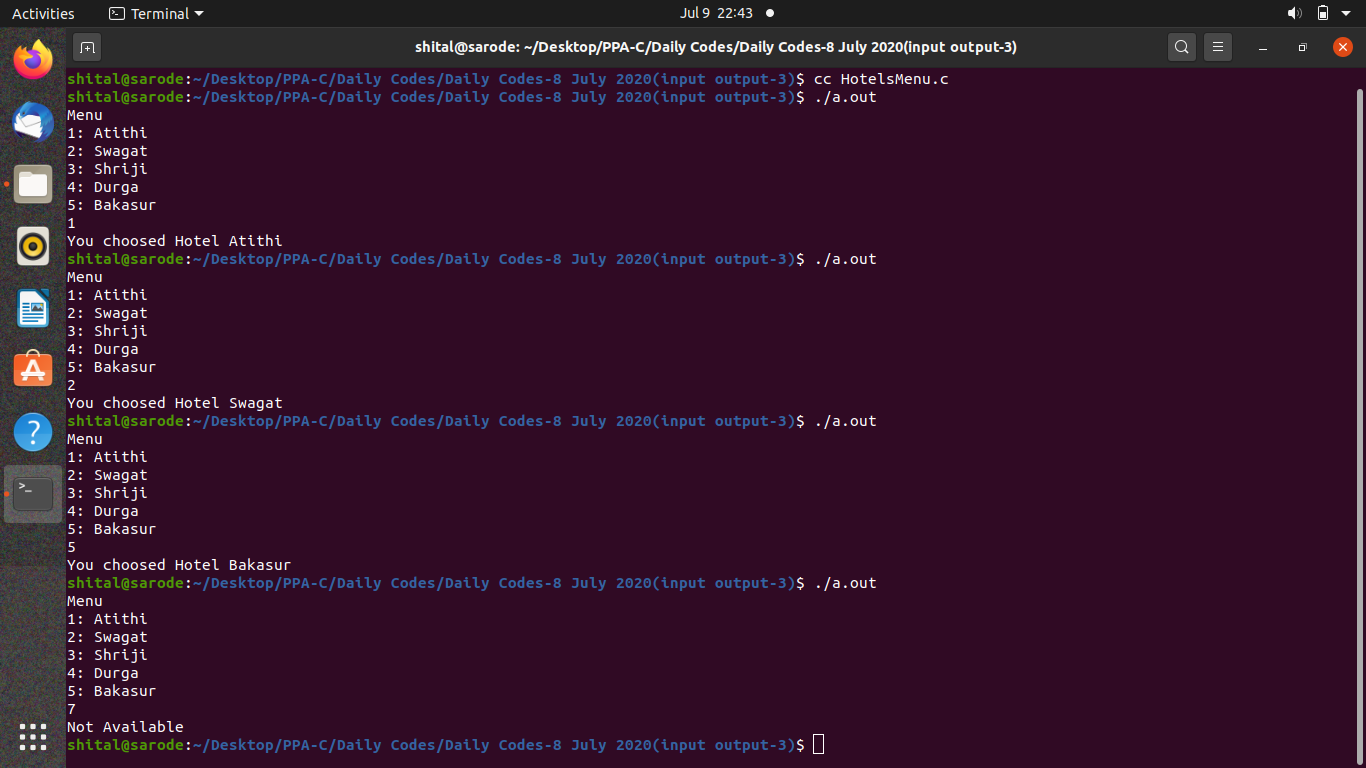 Activities
Terminal
Jul 9 22:43
shital@sarode: ~/Desktop/PPA-C/Daily Codes/Daily Codes-8 July 2020(input output-3)
shital@sarode:~/Desktop/PPA-C/Daily Codes/Daily Codes-8 July 2020(input output-3)$ cc HotelsMenu.c
shital@sarode:~/Desktop/PPA-C/Daily Codes/Daily Codes-8 July 2020(input output-3)$ ./a.out
Menu
1: Atithi
2: Swagat
3: Shriji
4: Durga
5: Bakasur
1
You choosed Hotel Atithi
shital@sarode:~/Desktop/PPA-C/Daily Codes/Daily Codes-8 July 2020(input output-3)$ ./a.out
Menu
1: Atithi
2: Swagat
3: Shriji
4: Durga
5: Bakasur
2
You choosed Hotel Swagat
shital@sarode:~/Desktop/PPA-C/Daily Codes/Daily Codes-8 July 2020(input output-3)$ ./a.out
Menu
1: Atithi
2: Swagat
3: Shriji
4: Durga
5: Bakasur
5
You choosed Hotel Bakasur
shital@sarode:~/Desktop/PPA-C/Daily Codes/Daily Codes-8 July 2020(input output-3)$ ./a.out
Menu
1: Atithi
2: Swagat
3: Shriji
4: Durga
5: Bakasur
7
Not Available
shital@sarode:~/Desktop/PPA-C/Daily Codes/Daily Codes-8 July 2020(input output-3)$